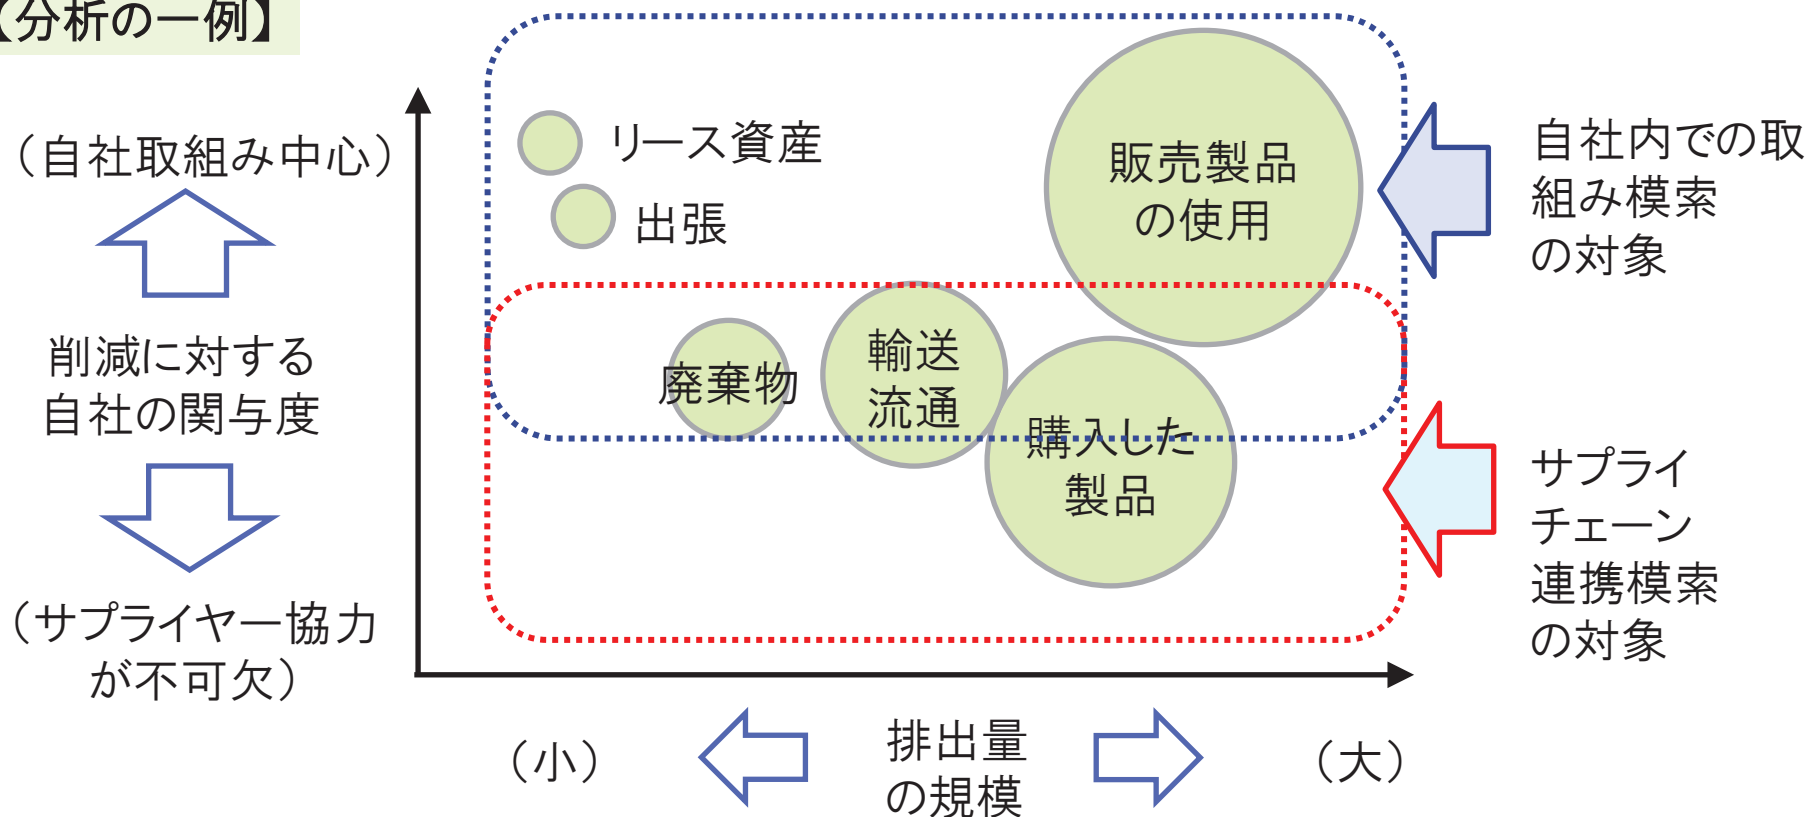 【分析の一例】
（自社取組み中心）
削減に対する
自社の関与度
（サプライヤー協力
が不可欠）
リース資産
出張
販売製品
の使用
廃棄物
輸送
流通
購入した
製品
自社内での取
組み模索
の対象
サプライ
チェーン
連携模索
の対象
（小）
排出量
の規模
（大）